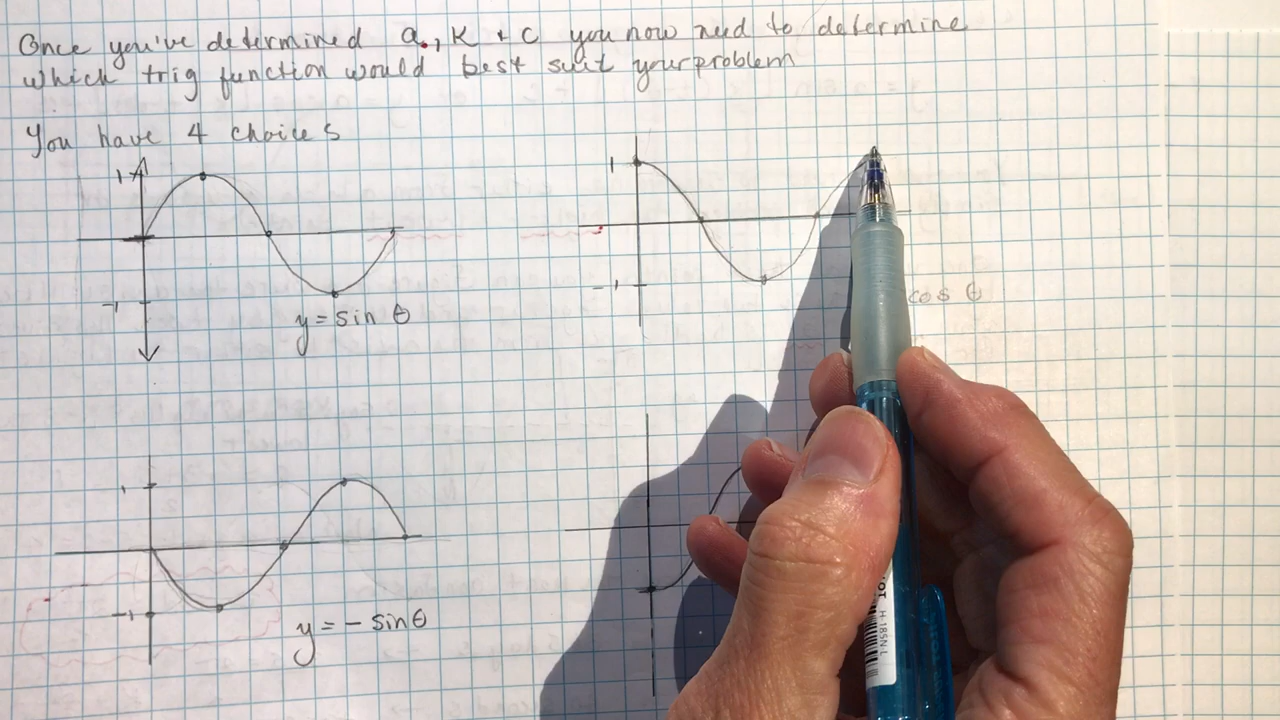 Once you've determined a, K + C you now need to determine
which trig function would best suit your problem
You have 4 choices
1
-1
y = sin θ
1
-1
cos θ
1
-1
y = - sin θ
H-185N-L